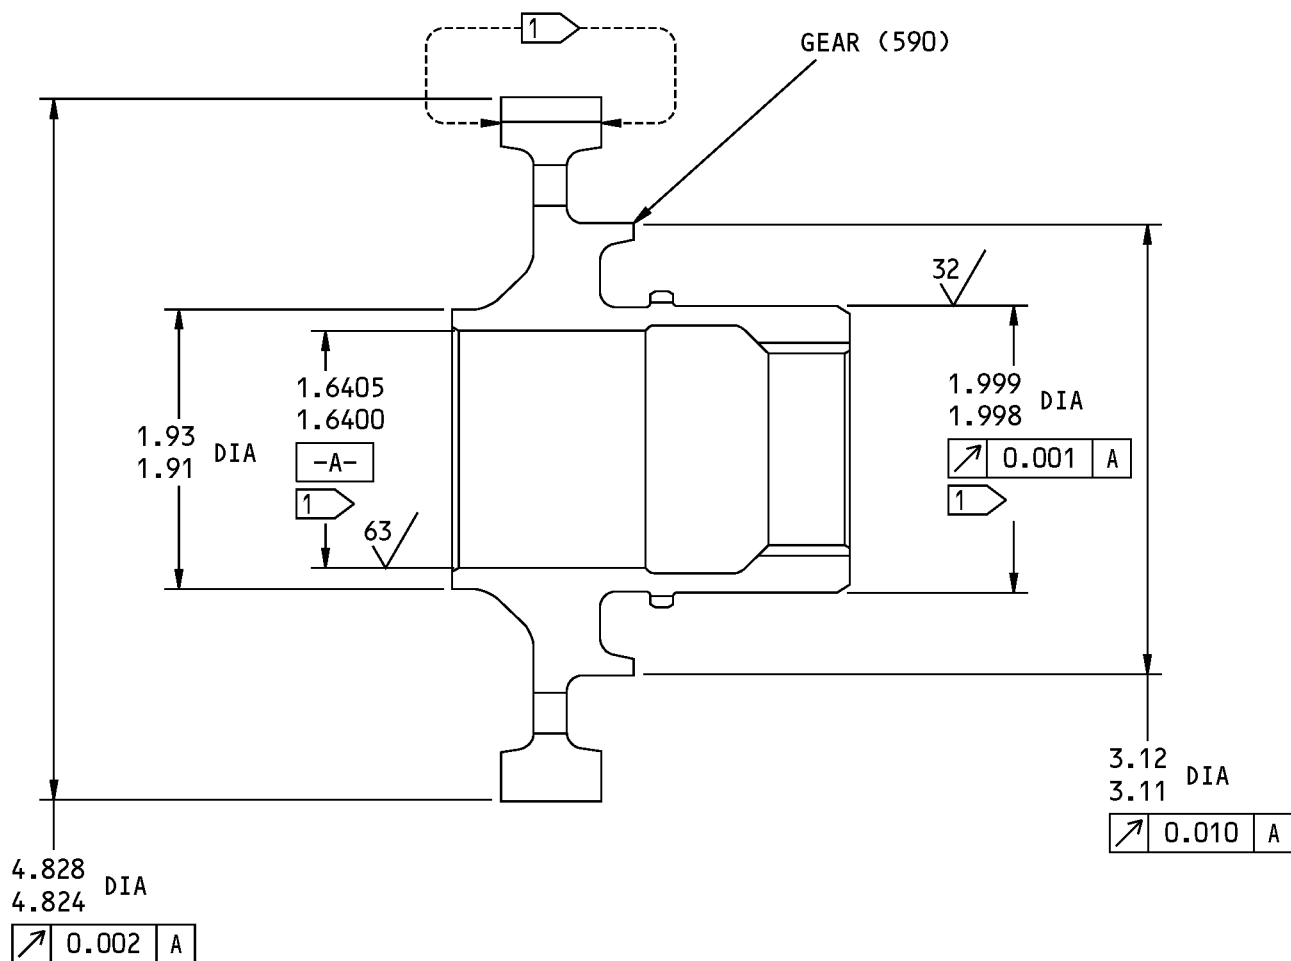 1
GEAR (590)
32
1.6405
1.6400
-A-
1
1.93
1.91
DIA
63
1.999
1.998
DIA
0.001 A
1
3.12
3.11
DIA
0.010 A
4.828
4.824
DIA
0.002 A